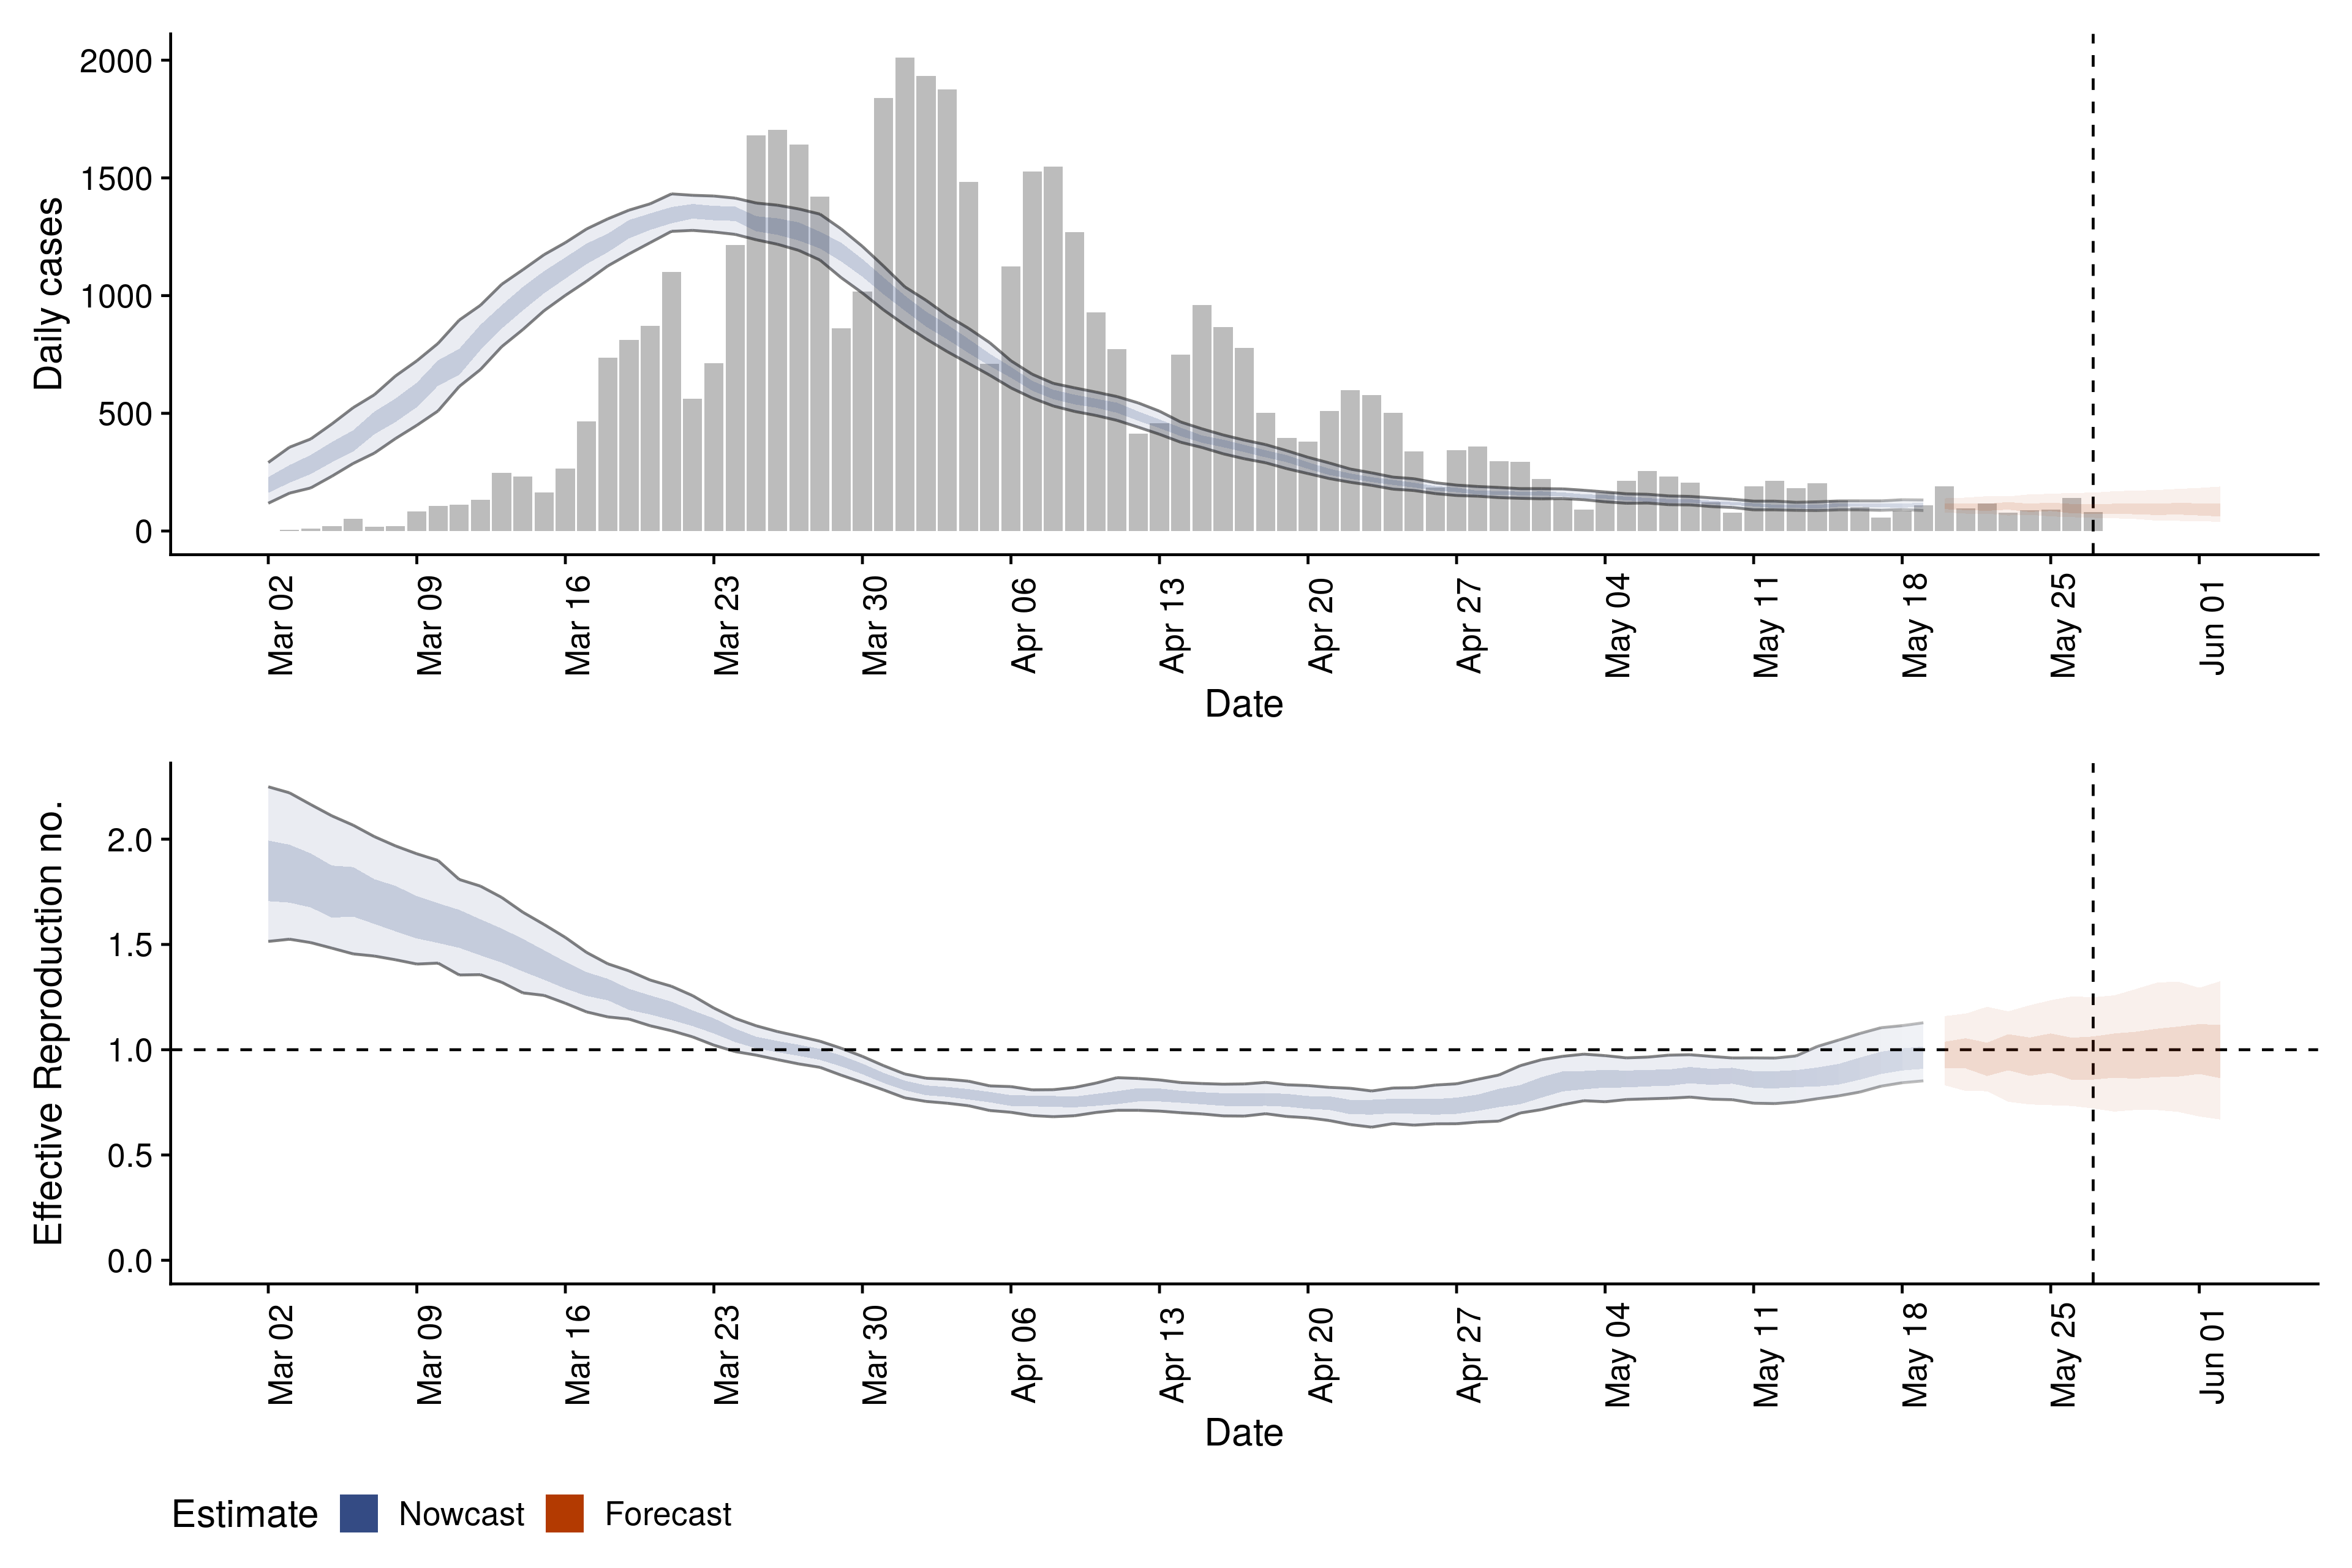 2000
1500
1000
500
0
Daily cases
Mar 02
Mar 09
Mar 16
Mar 23
Mar 30
Apr 06
Apr 13
Apr 20
Apr 27
May 04
May 11
May 18
May 25
Jun 01
Date
2.0
1.5
1.0
0.5
0.0
Effective Reproduction no.
Mar 02
Mar 09
Mar 16
Mar 23
Mar 30
Apr 06
Apr 13
Apr 20
Apr 27
May 04
May 11
May 18
May 25
Jun 01
Date
Estimate Nowcast Forecast